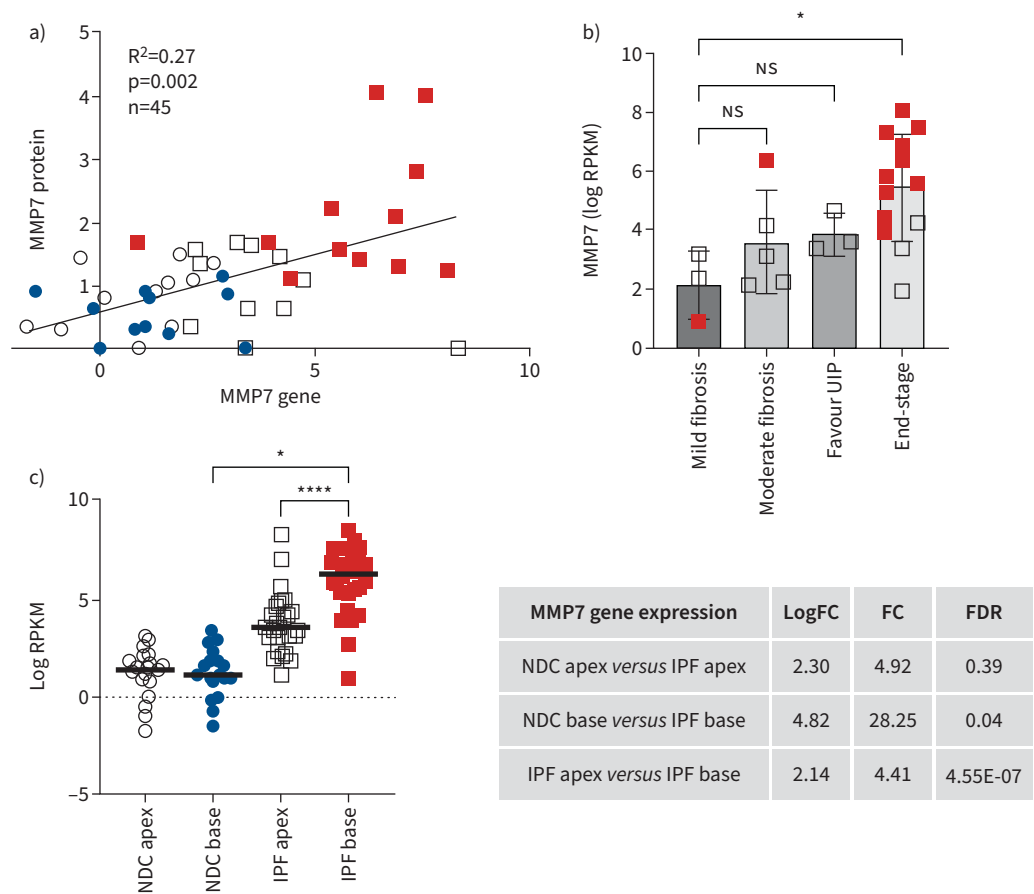 a)
R²=0.27
p=0.002
n=45
MMP7 protein
5
4
3
2
1
0
0
5
10
MMP7 gene
b)
*
NS
NS
MMP7 (log RPKM)
10
8
6
4
2
0
Mild fibrosis
Moderate fibrosis
Favour UIP
End-stage
c)
*
****
Log RPKM
10
5
0
–5
NDC apex
NDC base
IPF apex
IPF base
MMP7 gene expression LogFC FC FDR
NDC apex versus IPF apex 2.30 4.92 0.39
NDC base versus IPF base 4.82 28.25 0.04
IPF apex versus IPF base 2.14 4.41 4.55E-07